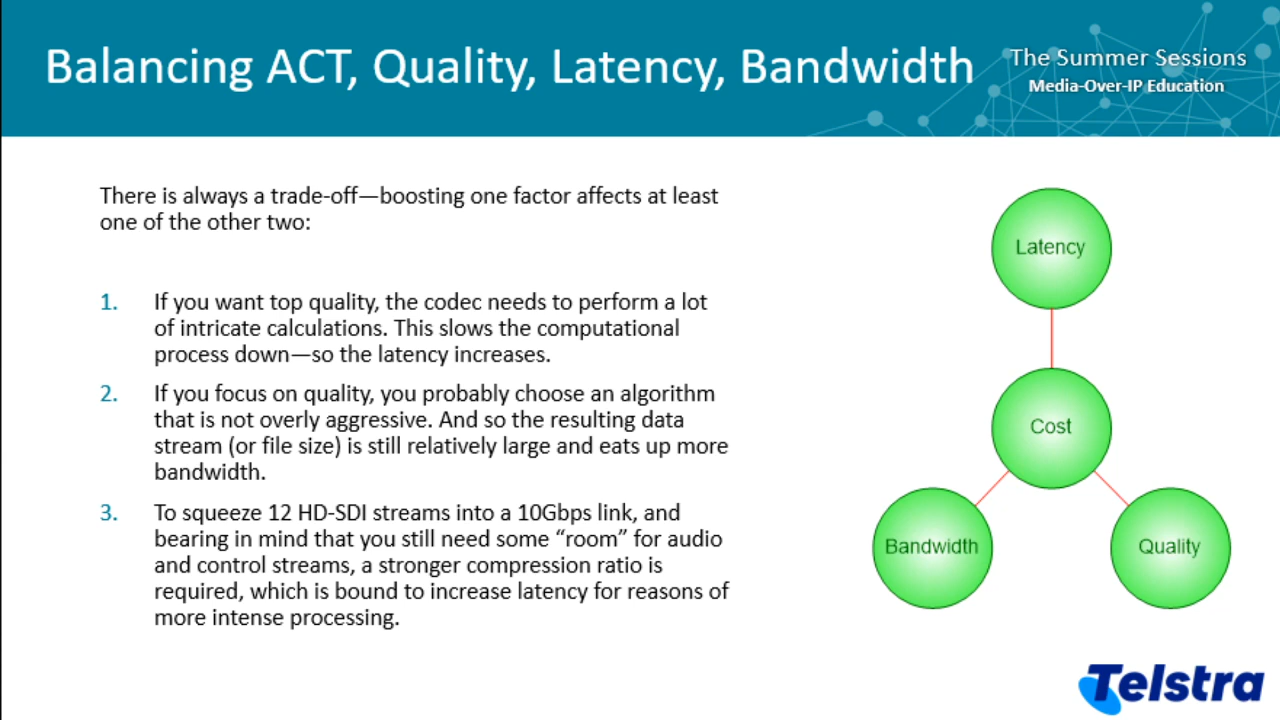 Balancing ACT, Quality, Latency, Bandwidth
The Summer Sessions
Media-Over-IP Education
There is always a trade-off—boosting one factor affects at least
one of the other two:
1. If you want top quality, the codec needs to perform a lot
of intricate calculations. This slows the computational
process down—so the latency increases.
2. If you focus on quality, you probably choose an algorithm
that is not overly aggressive. And so the resulting data
stream (or file size) is still relatively large and eats up more
bandwidth.
3. To squeeze 12 HD-SDI streams into a 10Gbps link, and
bearing in mind that you still need some “room” for audio
and control streams, a stronger compression ratio is
required, which is bound to increase latency for reasons of
more intense processing.
Latency
Cost
Bandwidth
Quality
Telstra